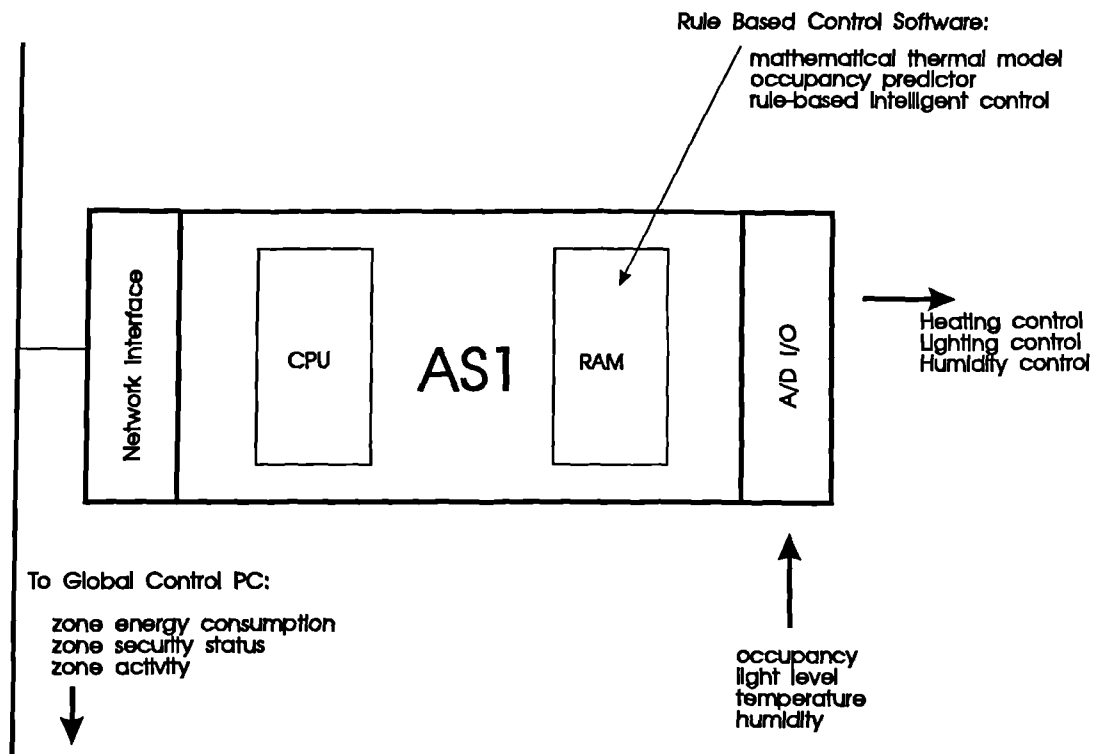 Rule Based Control Software:
mathematical thermal model
occupancy predictor
rule-based intelligent control
Network Interface
CPU
AS1
RAM
A/D I/O
Heating control
Lighting control
Humidity control
To Global Control PC:
zone energy consumption
zone security status
zone activity
occupancy
light level
temperature
humidity